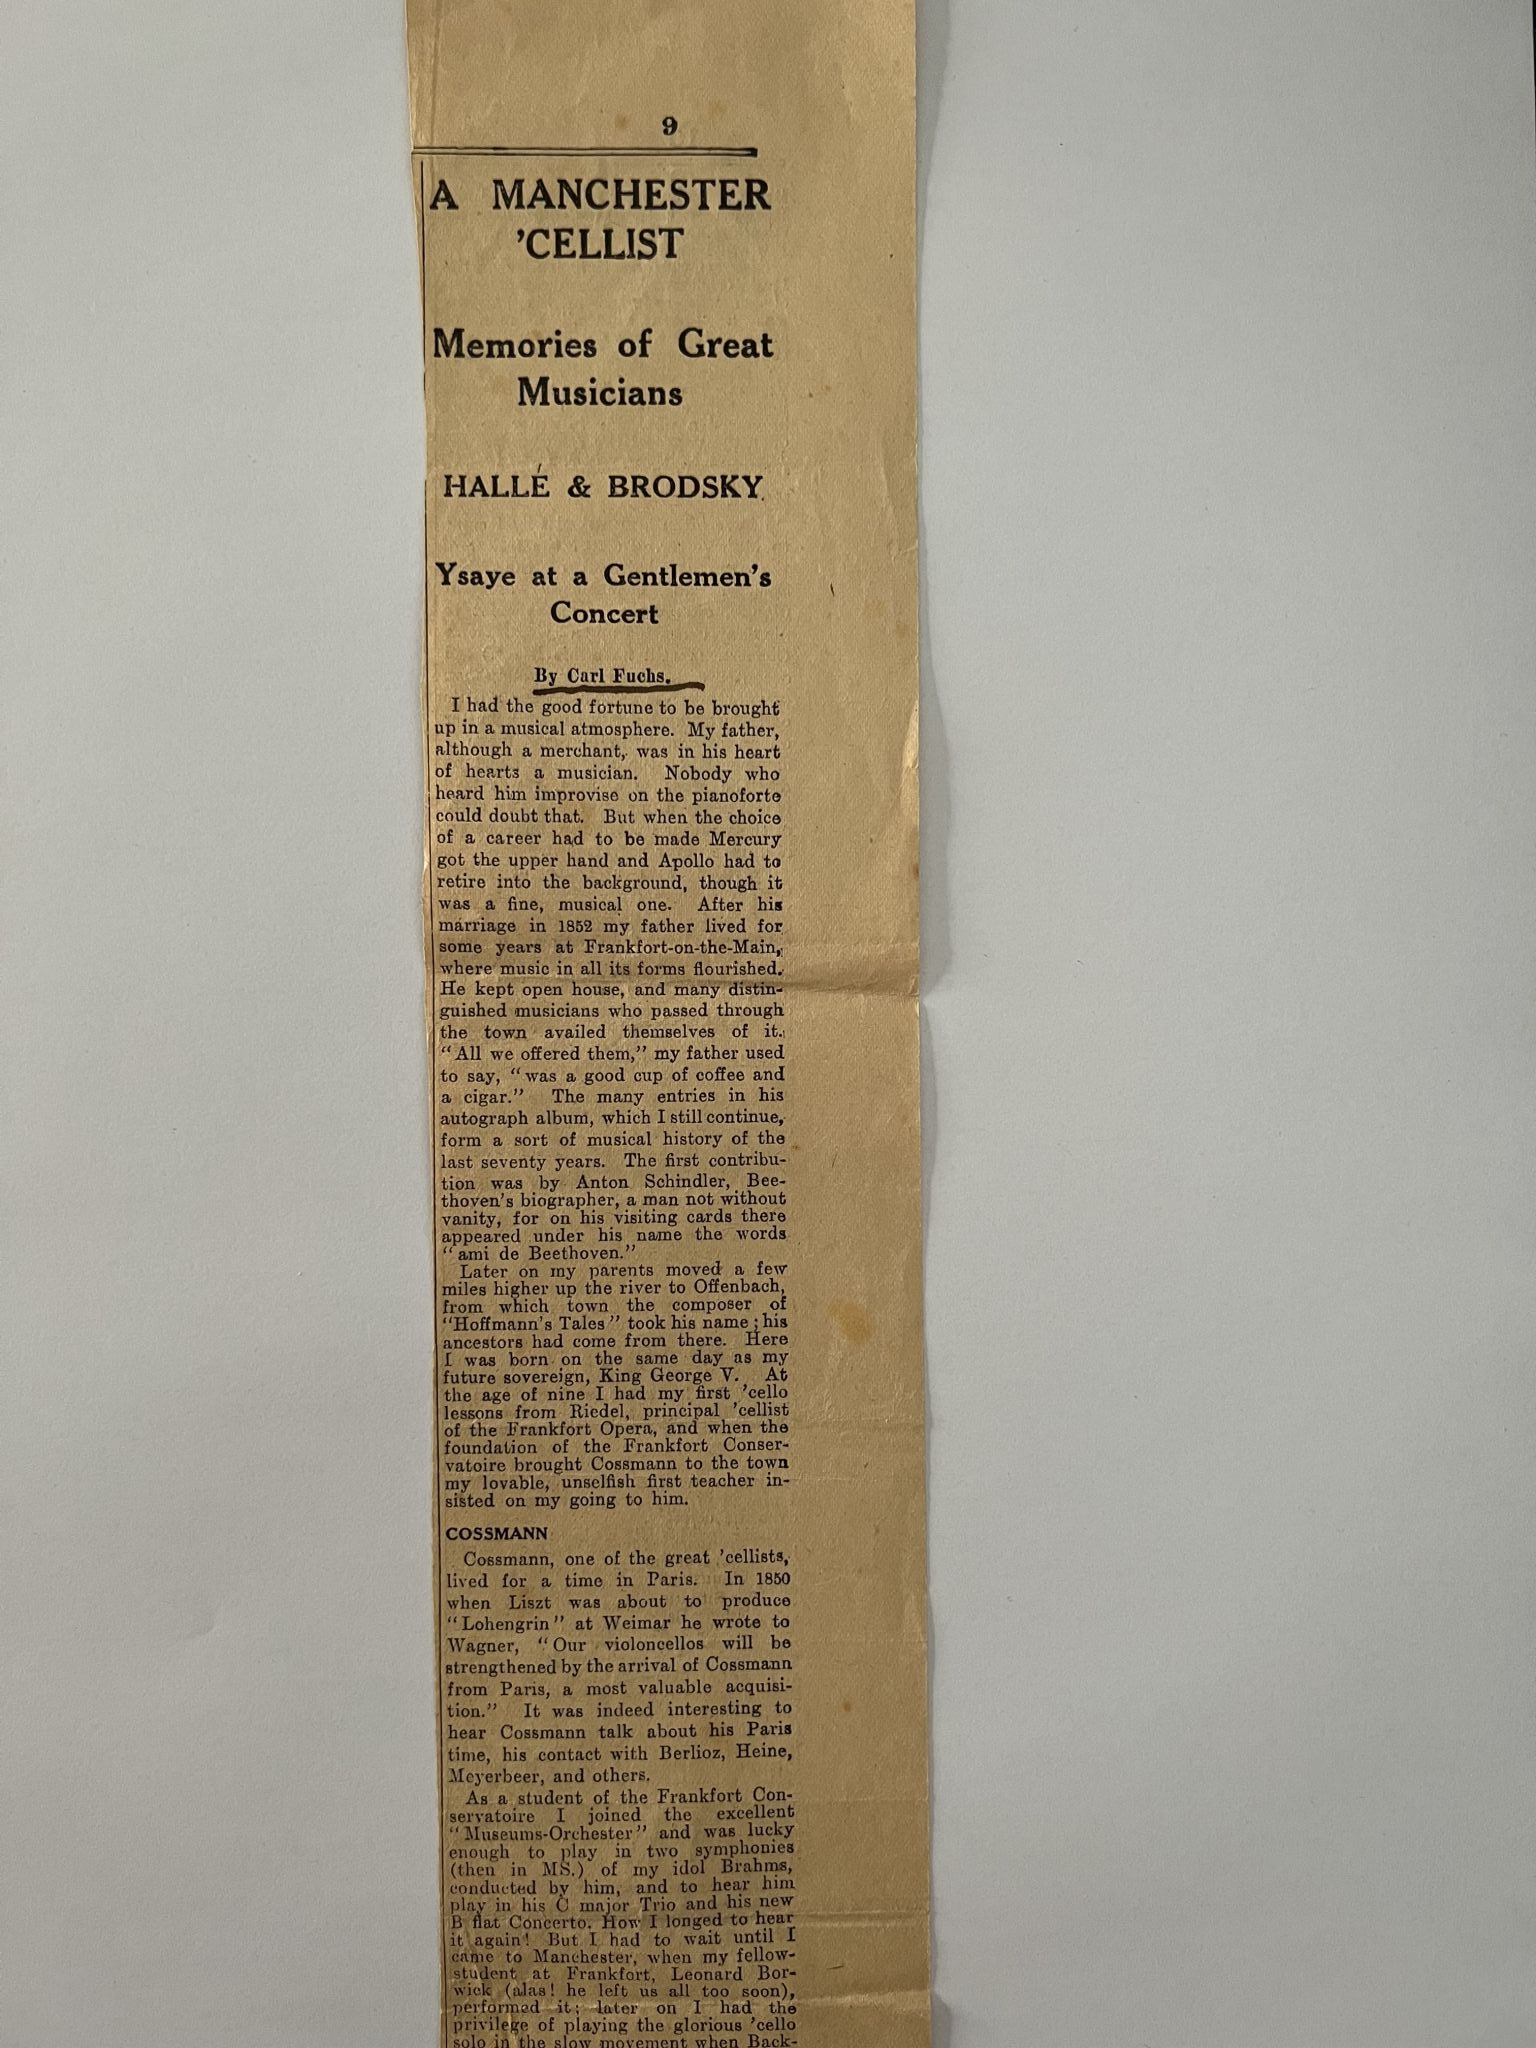 9
A MANCHESTER
'CELLIST
Memories of Great
Musicians
HALLÉ & BRODSKY
Ysaye at a Gentlemen's
Concert
By Carl Fuchs.
I had the good fortune to be brought
up in a musical atmosphere. My father,
although a merchant, was in his heart
of hearts a musician. Nobody who
heard him improvise on the pianoforte
could doubt that. But when the choice
of a career had to be made Mercury
got the upper hand and Apollo had to
retire into the background, though it
was a fine, musical one. After his
marriage in 1852 my father lived for
some years at Frankfort-on-the-Main,
where music in all its forms flourished.
He kept open house, and many distin-
guished musicians who passed through
the town availed themselves of it.
"All we offered them," my father used
to say, "was a good cup of coffee and
a cigar." The many entries in his
autograph album, which I still continue,
form a sort of musical history of the
last seventy years. The first contribu-
tion was by Anton Schindler, Bee-
thoven's biographer, a man not without
vanity, for on his visiting cards there
appeared under his name the words
"ami de Beethoven."
Later on my parents moved a few
miles higher up the river to Offenbach,
from which town the composer of
"Hoffmann's Tales" took his name; his
ancestors had come from there. Here
I was born on the same day as my
future sovereign, King George V. At
the age of nine I had my first 'cello
lessons from Riedel, principal 'cellist
of the Frankfort Opera, and when the
foundation of the Frankfort Conser-
vatoire brought Cossmann to the town
my lovable, unselfish first teacher in-
sisted on my going to him.
COSSMANN
Cossmann, one of the great 'cellists,
lived for a time in Paris. In 1850
when Liszt was about to produce
"Lohengrin" at Weimar he wrote to
Wagner, "Our violoncellos will be
strengthened by the arrival of Cossmann
from Paris, a most valuable acquisi-
tion." It was indeed interesting to
hear Cossmann talk about his Paris
time, his contact with Berlioz, Heine,
Meyerbeer, and others.
As a student of the Frankfort Con-
servatoire I joined the excellent
"Museums-Orchester" and was lucky
enough to play in two symphonies
(then in MS.) of my idol Brahms,
conducted by him, and to hear him
play in his C major Trio and his new
B flat Concerto. How I longed to hear
it again! But I had to wait until I
came to Manchester, when my fellow-
student at Frankfort, Leonard Bor-
wick (alas! he left us all too soon),
performed it; later on I had the
privilege of playing the glorious 'cello
solo in the slow movement when Back-